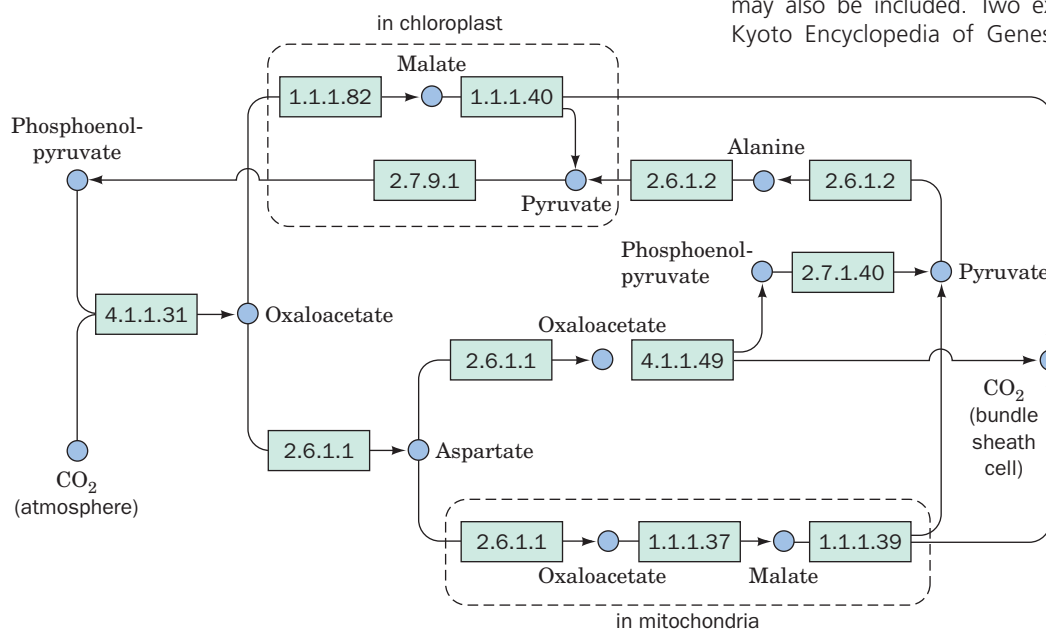 may also be included. Two ex
Kyoto Encyclopedia of Genes
in chloroplast
Malate
1.1.1.82
1.1.1.40
Phosphoenol-
pyruvate
Alanine
2.7.9.1
2.6.1.2
2.6.1.2
Pyruvate
Phosphoenol-
pyruvate
2.7.1.40
Pyruvate
4.1.1.31
Oxaloacetate
Oxaloacetate
2.6.1.1
4.1.1.49
CO₂
(bundle
sheath
cell)
2.6.1.1
Aspartate
CO₂
(atmosphere)
2.6.1.1
1.1.1.37
1.1.1.39
Oxaloacetate
Malate
in mitochondria